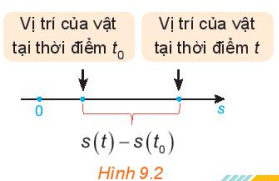 Vị trí của vật
tại thời điểm t₀
Vị trí của vật
tại thời điểm t
0
s
s(t) – s(t₀)
Hình 9.2